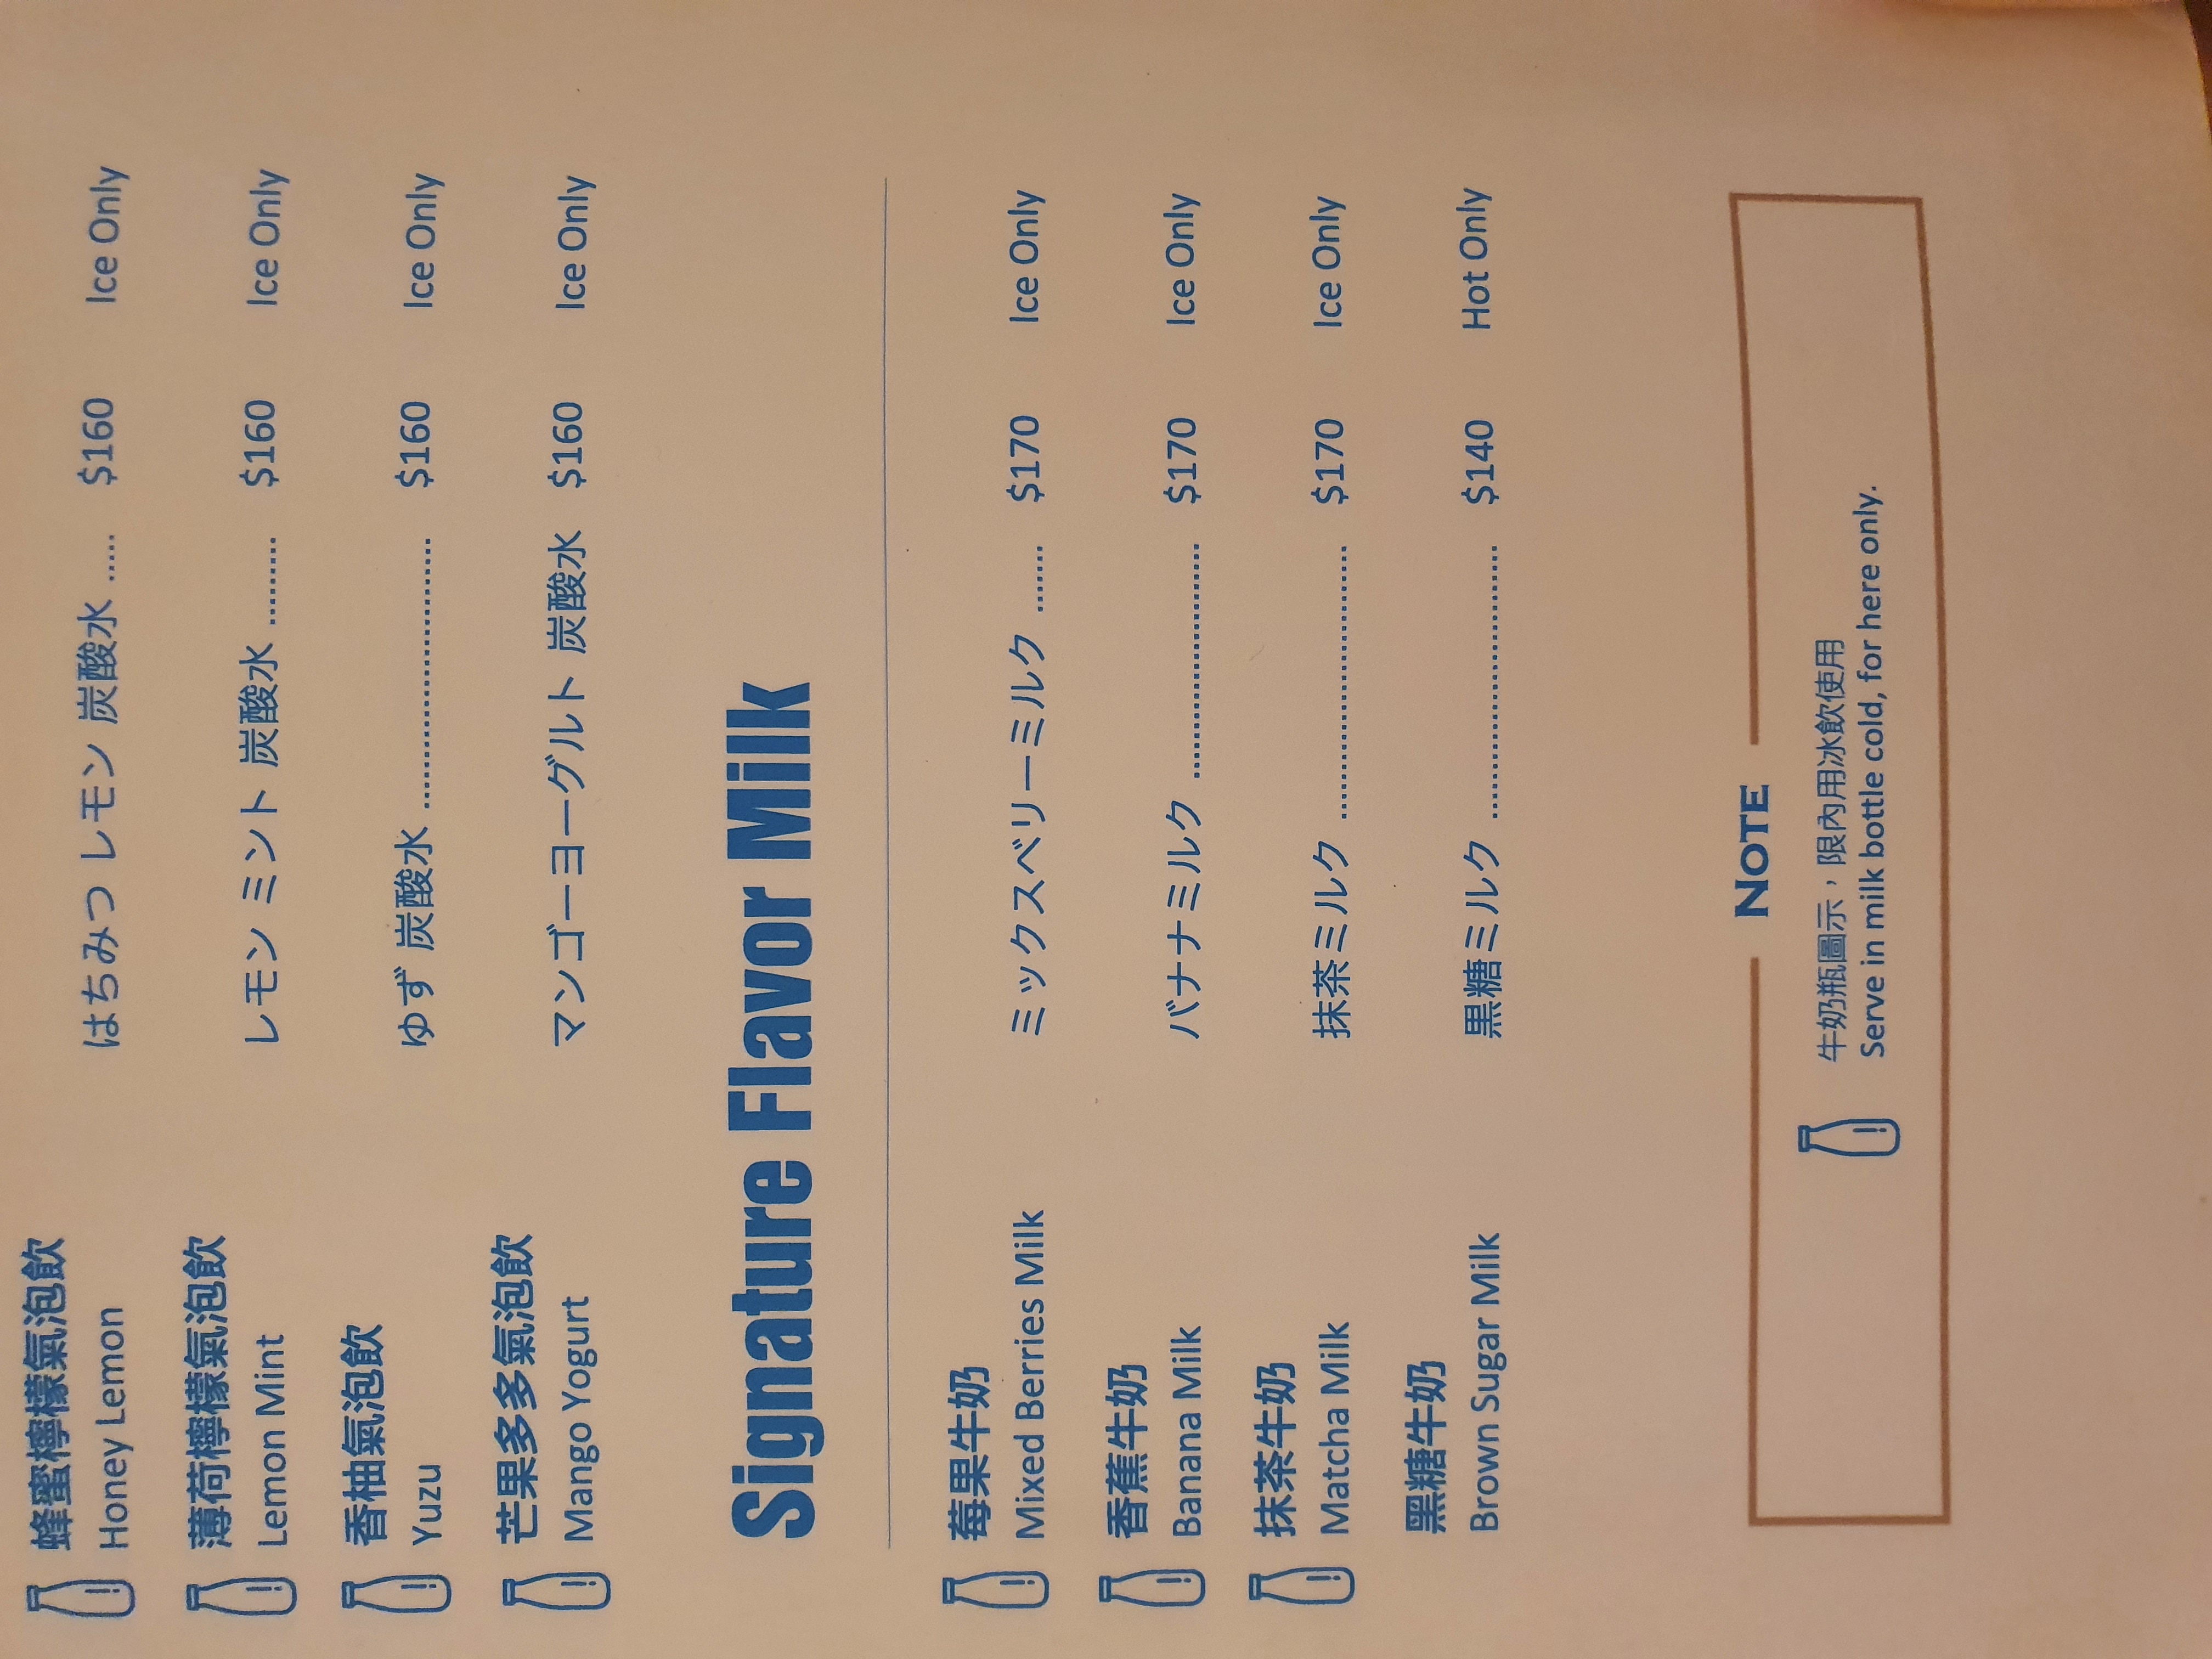 蜂蜜檸檬氣泡飲
Honey Lemon はちみつ レモン 炭酸水 ..... $160 Ice Only
薄荷檸檬氣泡飲
Lemon Mint レモン ミント 炭酸水 ......... $160 Ice Only
香柚氣泡飲
Yuzu ゆず 炭酸水 ........................... $160 Ice Only
芒果多多氣泡飲
Mango Yogurt マンゴーヨーグルト 炭酸水 $160 Ice Only
Signature Flavor Milk
莓果牛奶
Mixed Berries Milk ミックスベリーミルク ....... $170 Ice Only
香蕉牛奶
Banana Milk バナナミルク ........................ $170 Ice Only
抹茶牛奶
Matcha Milk 抹茶ミルク ............................ $170 Ice Only
黑糖牛奶
Brown Sugar Milk 黒糖ミルク ............................ $140 Hot Only
NOTE
牛奶瓶圖示，限內用冰飲使用
Serve in milk bottle cold, for here only.